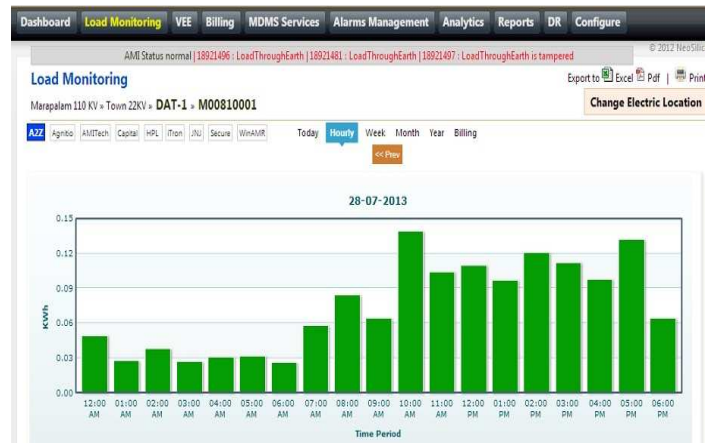 Dashboard Load Monitoring VEE Billing MDMS Services Alarms Management Analytics Reports DR Configure
© 2012 NeoSilic
AMI Status normal | 18921496 : LoadThroughEarth | 18921481 : LoadThroughEarth | 18921497 : LoadThroughEarth is tampered
Load Monitoring
Export to Excel Pdf | Print
Marapalam 110 KV » Town 22KV » DAT-1 » M00810001
Change Electric Location
A2Z Agnitio AMITech Capital HPL iTron JNJ Secure WinAMR Today Hourly Week Month Year Billing
<< Prev
28-07-2013
0.15
0.12
0.09
0.06
0.03
0.00
KWh
12:00 AM 01:00 AM 02:00 AM 03:00 AM 04:00 AM 05:00 AM 06:00 AM 07:00 AM 08:00 AM 09:00 AM 10:00 AM 11:00 AM 12:00 PM 01:00 PM 02:00 PM 03:00 PM 04:00 PM 05:00 PM 06:00 PM
Time Period